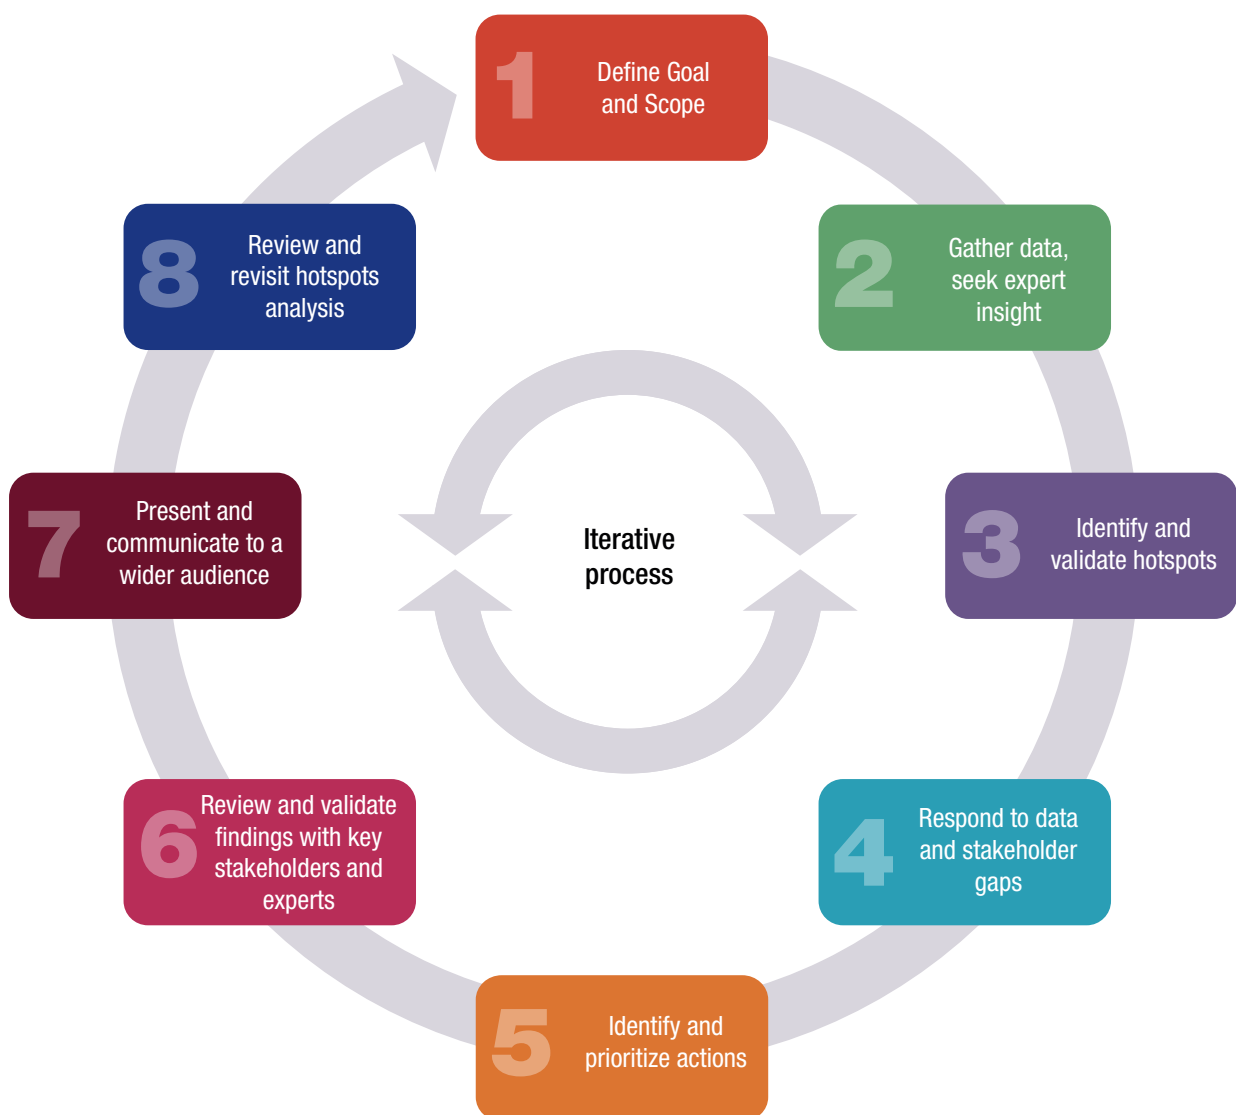 1
Define Goal
and Scope
2
Gather data,
seek expert
insight
3
Identify and
validate hotspots
4
Respond to data
and stakeholder
gaps
5
Identify and
prioritize actions
6
Review and validate
findings with key
stakeholders and
experts
7
Present and
communicate to a
wider audience
8
Review and
revisit hotspots
analysis
Iterative
process